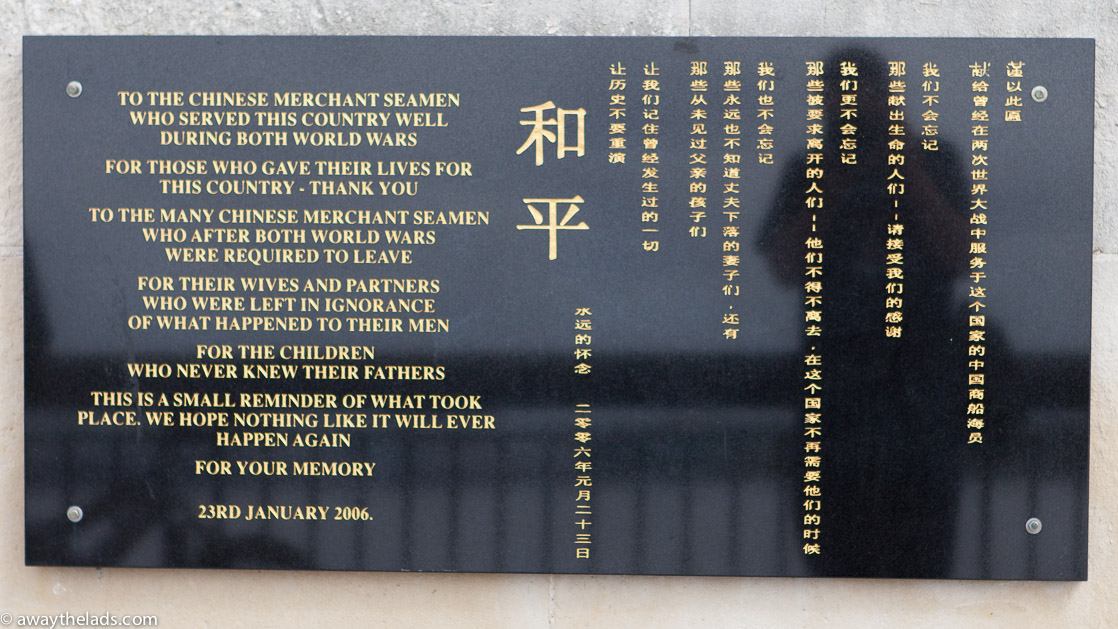 TO THE CHINESE MERCHANT SEAMEN
WHO SERVED THIS COUNTRY WELL
DURING BOTH WORLD WARS
FOR THOSE WHO GAVE THEIR LIVES FOR
THIS COUNTRY - THANK YOU
TO THE MANY CHINESE MERCHANT SEAMEN
WHO AFTER BOTH WORLD WARS
WERE REQUIRED TO LEAVE
FOR THEIR WIVES AND PARTNERS
WHO WERE LEFT IN IGNORANCE
OF WHAT HAPPENED TO THEIR MEN
FOR THE CHILDREN
WHO NEVER KNEW THEIR FATHERS
THIS IS A SMALL REMINDER OF WHAT TOOK
PLACE. WE HOPE NOTHING LIKE IT WILL EVER
HAPPEN AGAIN
FOR YOUR MEMORY
23RD JANUARY 2006.
谨以此匾
献给曾经在两次世界大战中服务于这个国家的中国商船海员
我们不会忘记
那些献出生命的人们--请接受我们的感谢
我们更不会忘记
那些被要求离开的人们--他们不得不离去，在这个国家不再需要他们的时候
我们也不会忘记
那些永远也不知道丈夫下落的妻子们，还有
那些从未见过父亲的孩子们
让我们记住曾经发生过的一切
让历史不要重演
和平
永远的怀念 二零零六年元月二十三日
© awaythelads.com